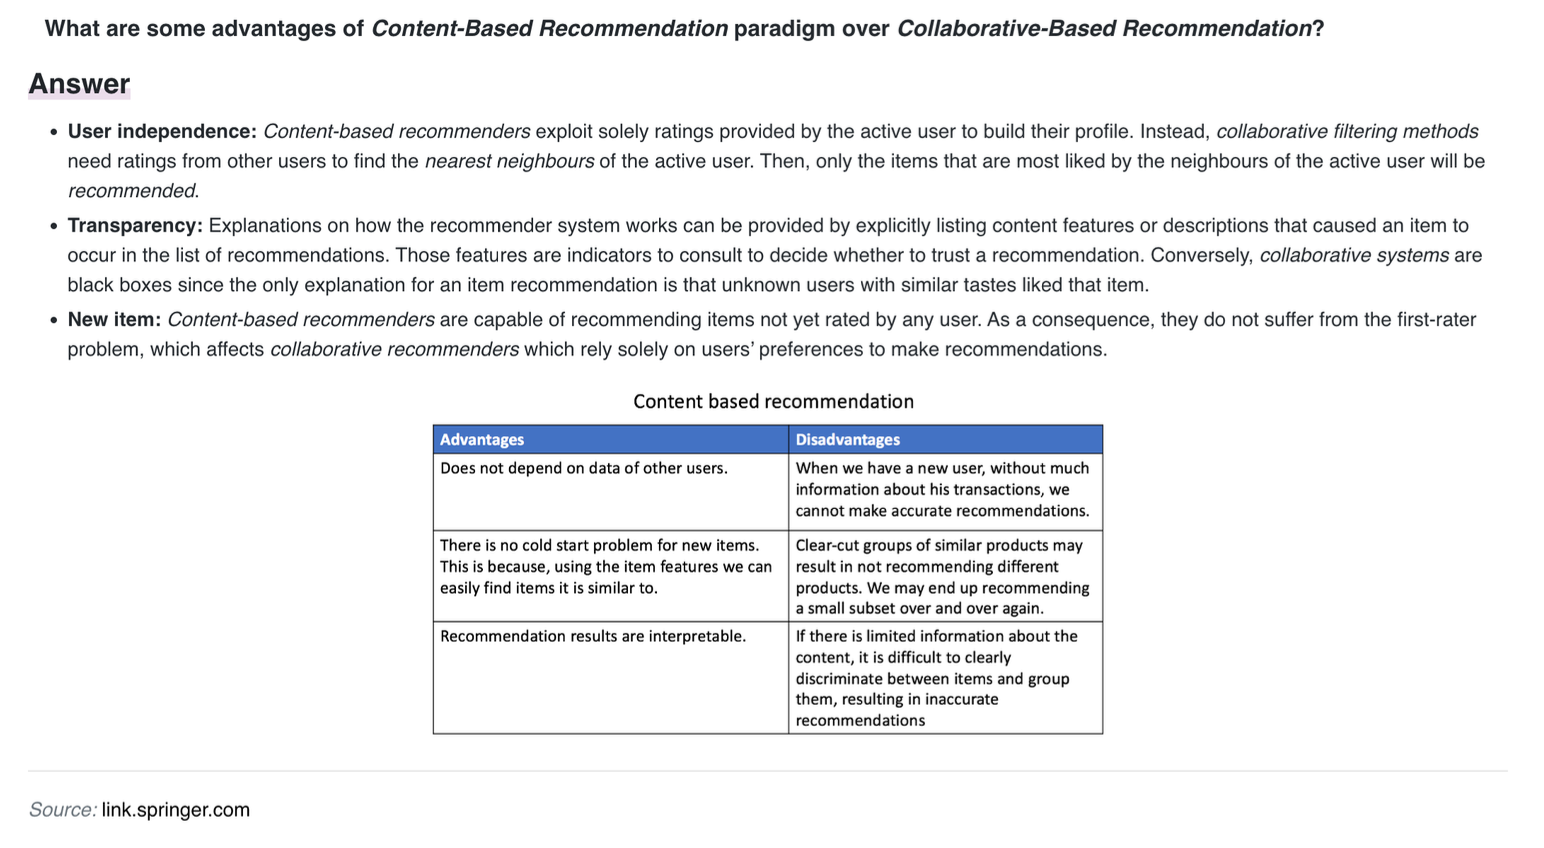 What are some advantages of Content-Based Recommendation paradigm over Collaborative-Based Recommendation?
Answer
• User independence: Content-based recommenders exploit solely ratings provided by the active user to build their profile. Instead, collaborative filtering methods
need ratings from other users to find the nearest neighbours of the active user. Then, only the items that are most liked by the neighbours of the active user will be
recommended.
• Transparency: Explanations on how the recommender system works can be provided by explicitly listing content features or descriptions that caused an item to
occur in the list of recommendations. Those features are indicators to consult to decide whether to trust a recommendation. Conversely, collaborative systems are
black boxes since the only explanation for an item recommendation is that unknown users with similar tastes liked that item.
• New item: Content-based recommenders are capable of recommending items not yet rated by any user. As a consequence, they do not suffer from the first-rater
problem, which affects collaborative recommenders which rely solely on users’ preferences to make recommendations.
Content based recommendation
Advantages
Disadvantages
Does not depend on data of other users.
When we have a new user, without much
information about his transactions, we
cannot make accurate recommendations.
There is no cold start problem for new items.
This is because, using the item features we can
easily find items it is similar to.
Clear-cut groups of similar products may
result in not recommending different
products. We may end up recommending
a small subset over and over again.
Recommendation results are interpretable.
If there is limited information about the
content, it is difficult to clearly
discriminate between items and group
them, resulting in inaccurate
recommendations
Source: link.springer.com